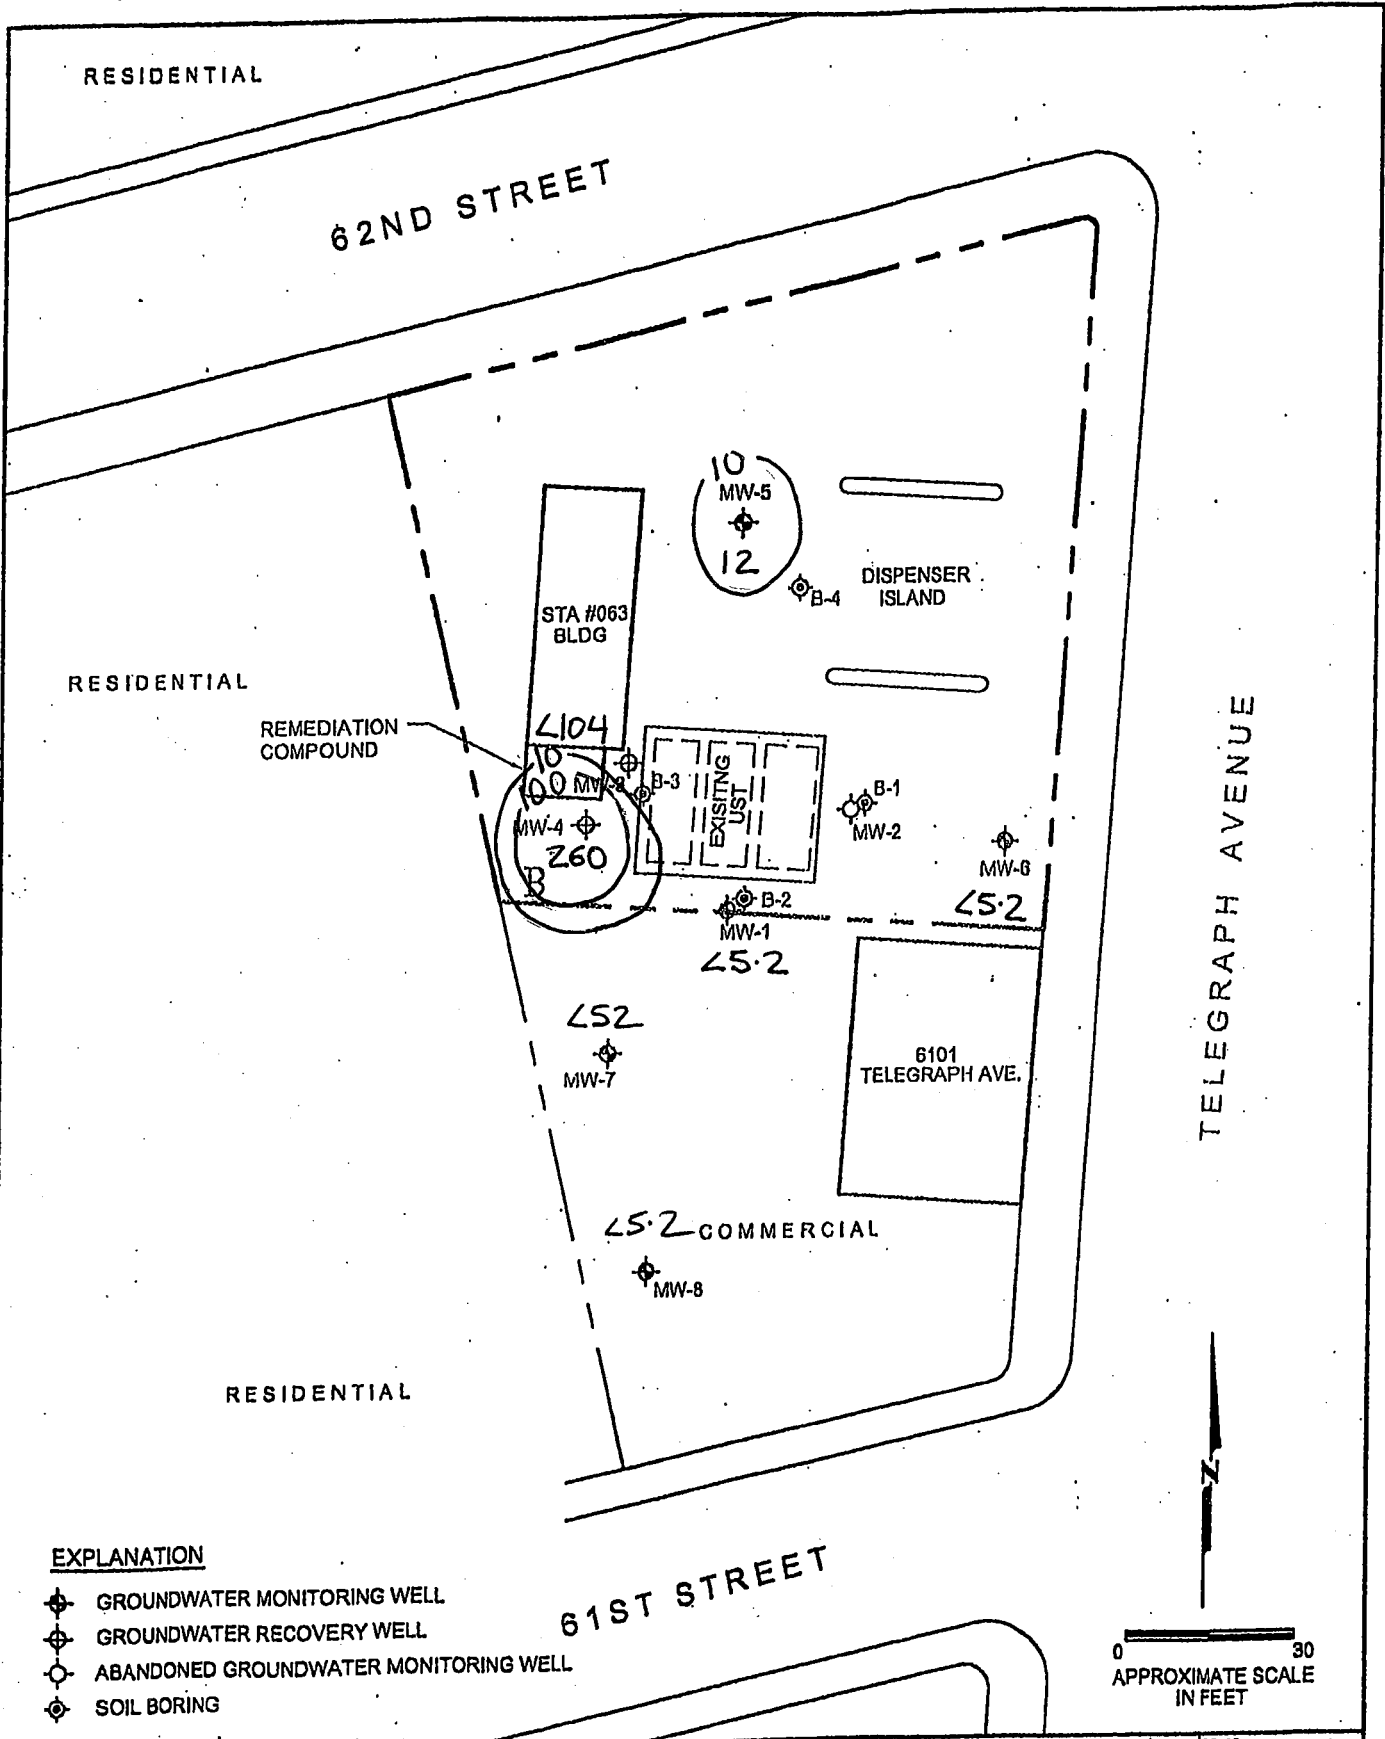 RESIDENTIAL
62ND STREET
10
MW-5
12
B-4
DISPENSER
ISLAND
STA #063
BLDG
RESIDENTIAL
REMEDIATION
COMPOUND
<104
10
100
B-3
EXISITNG
UST
B-1
MW-2
MW-4
260
B
MW-6
<5.2
B-2
MW-1
<5.2
<52
MW-7
6101
TELEGRAPH AVE.
TELEGRAPH AVENUE
<5.2
COMMERCIAL
MW-8
RESIDENTIAL
N
EXPLANATION
GROUNDWATER MONITORING WELL
GROUNDWATER RECOVERY WELL
ABANDONED GROUNDWATER MONITORING WELL
SOIL BORING
61ST STREET
0 30
APPROXIMATE SCALE
IN FEET